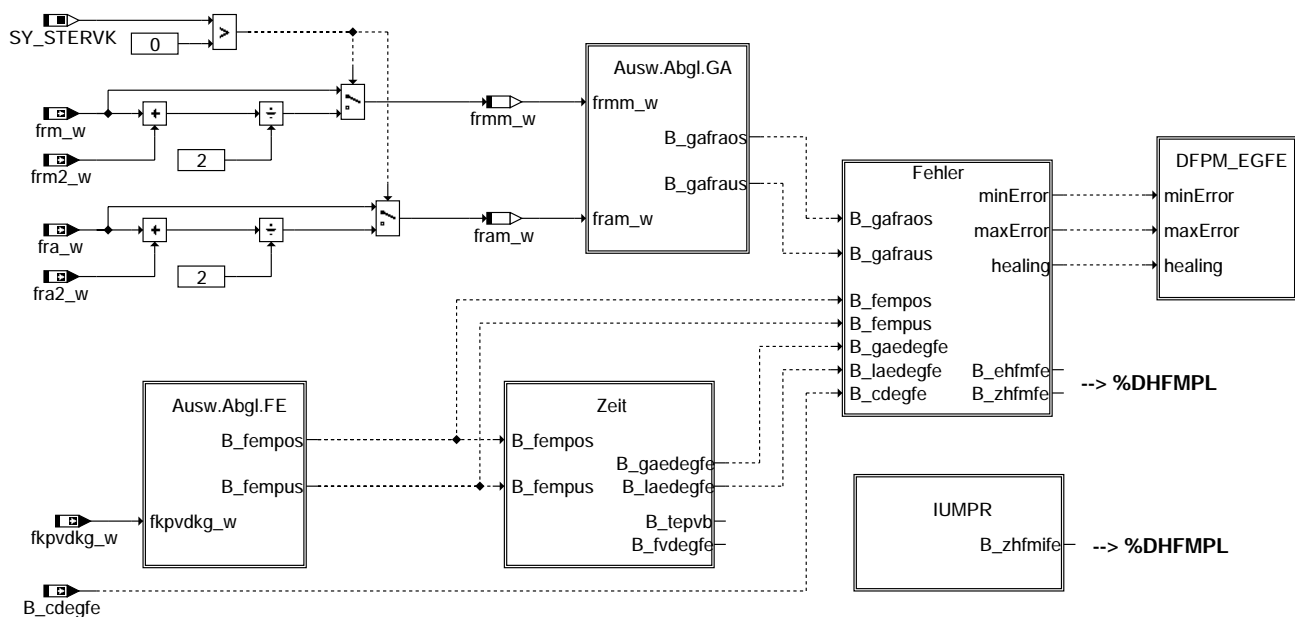 SY_STERVK
0
>
frm_w
+
÷
frm2_w
2
frmm_w
fra_w
+
÷
fra2_w
2
fram_w
Ausw.Abgl.GA
frmm_w
B_gafraos
B_gafraus
fram_w
Fehler
minError
B_gafraos
maxError
B_gafraus
healing
B_fempos
B_fempus
B_gaedegfe
B_laedegfe
B_ehfmfe
B_cdegfe
B_zhfmfe
--> %DHFMPL
DFPM_EGFE
minError
maxError
healing
Ausw.Abgl.FE
B_fempos
B_fempus
fkpvdkg_w
fkpvdkg_w
Zeit
B_fempos
B_gaedegfe
B_fempus
B_laedegfe
B_tepvb
B_fvdegfe
IUMPR
B_zhfmife
--> %DHFMPL
B_cdegfe